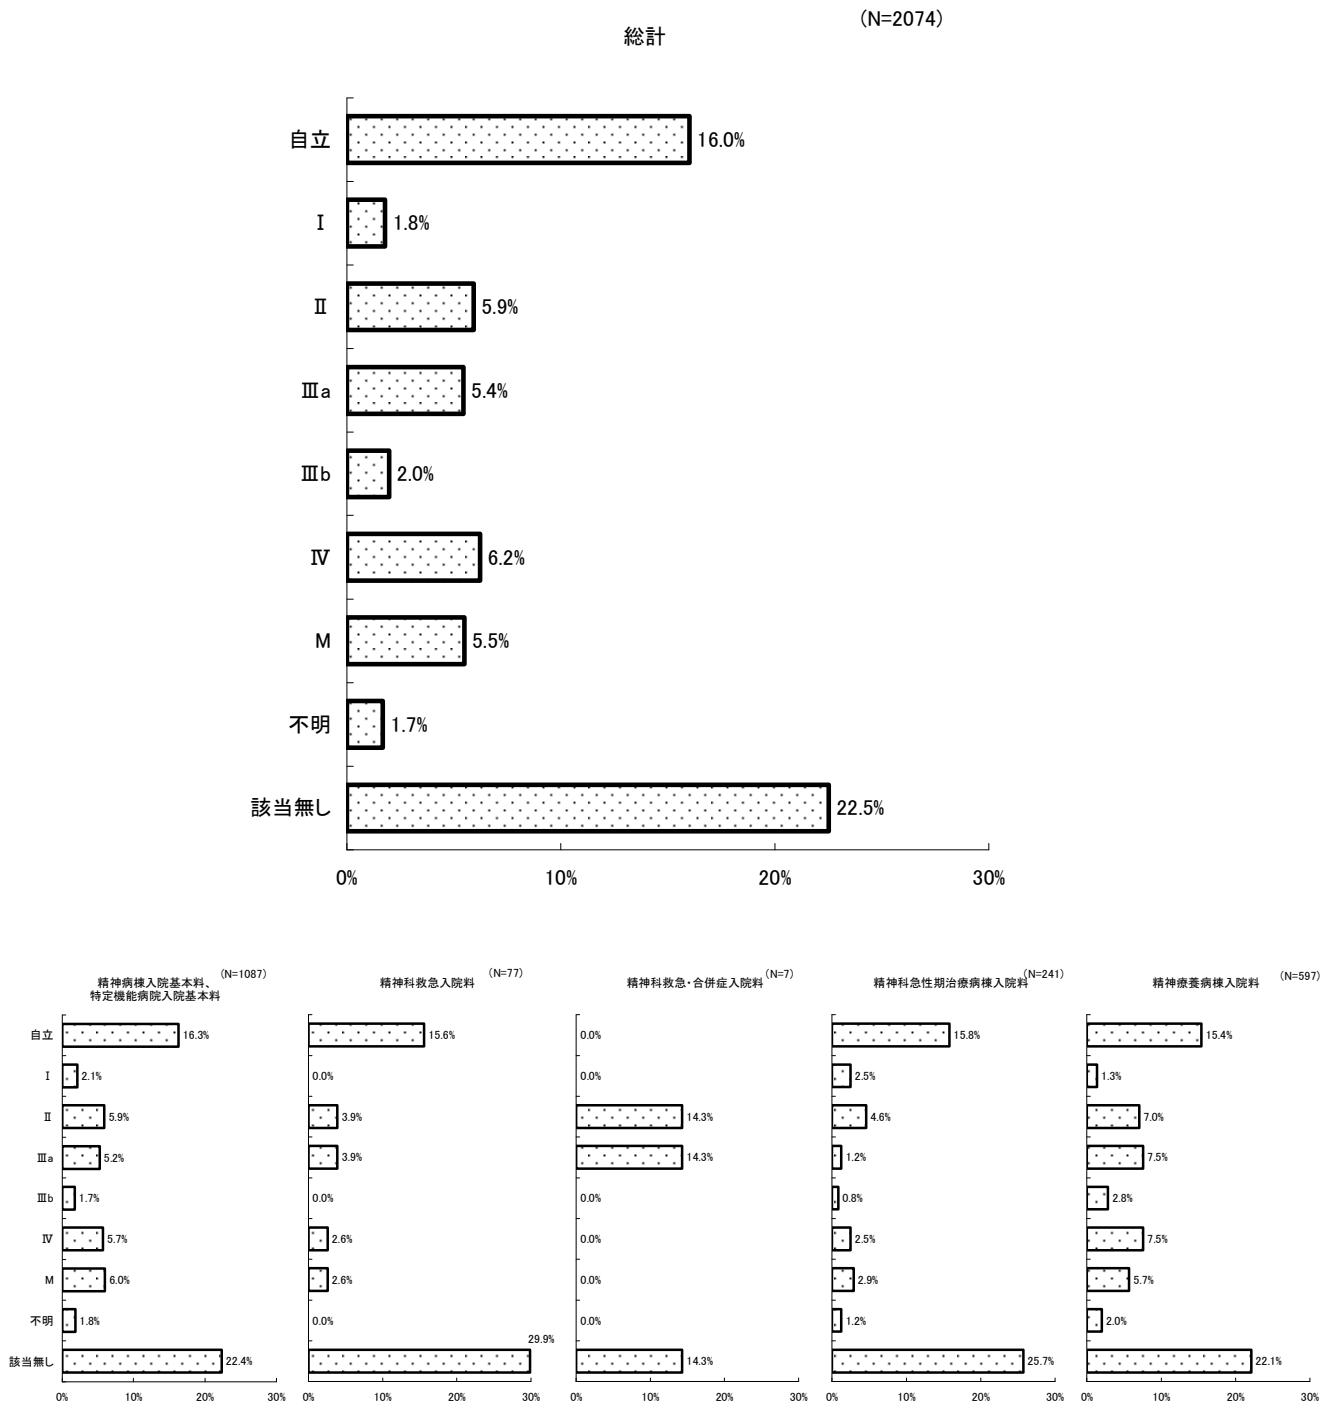 総計
(N=2074)
自立 16.0%
Ⅰ 1.8%
Ⅱ 5.9%
Ⅲa 5.4%
Ⅲb 2.0%
Ⅳ 6.2%
M 5.5%
不明 1.7%
該当無し 22.5%
0% 10% 20% 30%
精神病棟入院基本料、
特定機能病院入院基本料
(N=1087)
自立 16.3%
Ⅰ 2.1%
Ⅱ 5.9%
Ⅲa 5.2%
Ⅲb 1.7%
Ⅳ 5.7%
M 6.0%
不明 1.8%
該当無し 22.4%
0% 10% 20% 30%
精神科救急入院料
(N=77)
15.6%
0.0%
3.9%
3.9%
0.0%
2.6%
2.6%
0.0%
29.9%
0% 10% 20% 30%
精神科救急・合併症入院料
(N=7)
0.0%
0.0%
14.3%
14.3%
0.0%
0.0%
0.0%
0.0%
14.3%
0% 10% 20% 30%
精神科急性期治療病棟入院料
(N=241)
15.8%
2.5%
4.6%
1.2%
0.8%
2.5%
2.9%
1.2%
25.7%
0% 10% 20% 30%
精神療養病棟入院料
(N=597)
15.4%
1.3%
7.0%
7.5%
2.8%
7.5%
5.7%
2.0%
22.1%
0% 10% 20% 30%